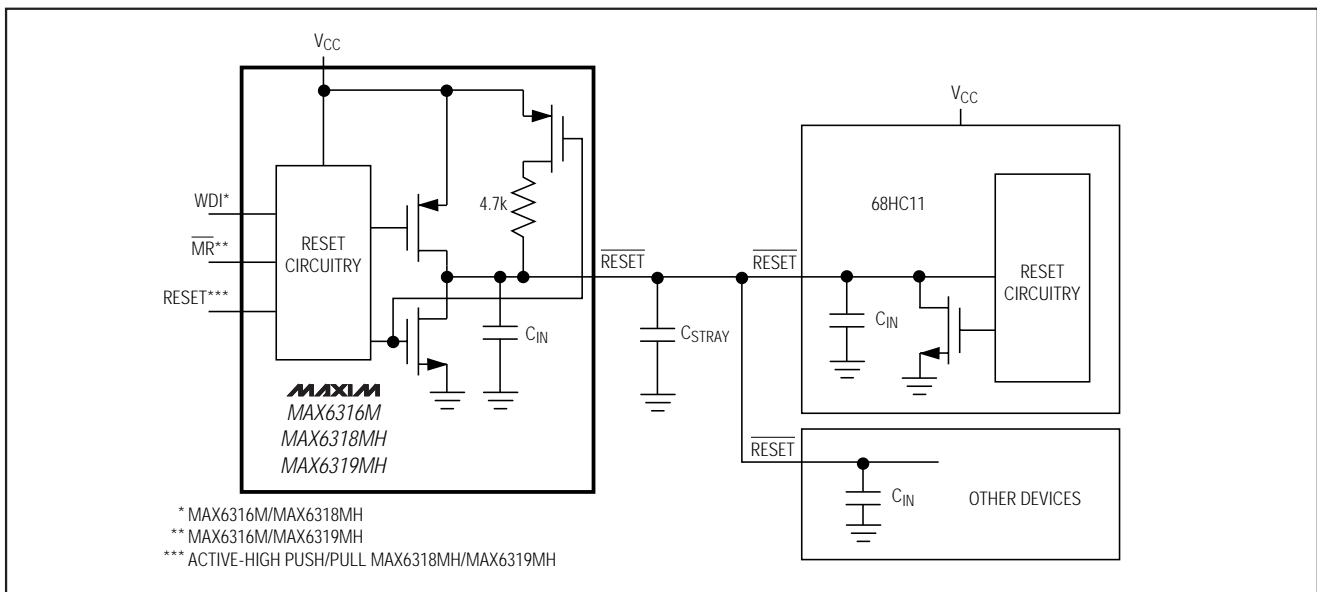 VCC
WDI*
MR**
RESET***
RESET
CIRCUITRY
4.7k
CIN
MAXIM
MAX6316M
MAX6318MH
MAX6319MH
RESET
CSTRAY
VCC
68HC11
RESET
CIN
RESET
CIRCUITRY
RESET
CIN
OTHER DEVICES
* MAX6316M/MAX6318MH
** MAX6316M/MAX6319MH
*** ACTIVE-HIGH PUSH/PULL MAX6318MH/MAX6319MH